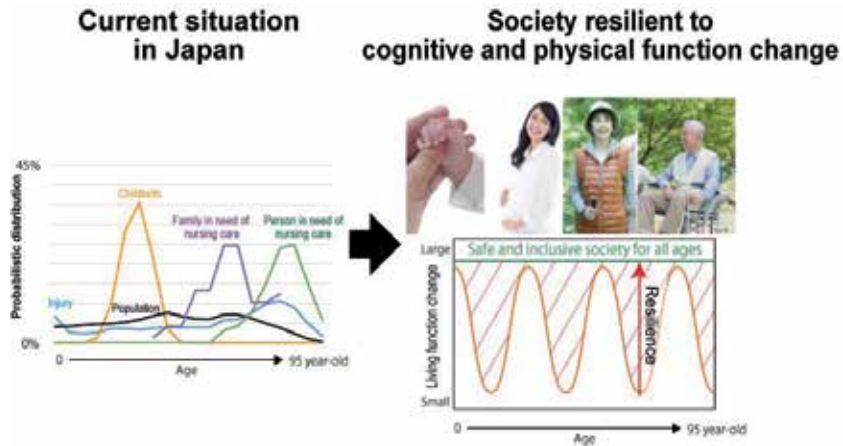 Current situation
in Japan
Society resilient to
cognitive and physical function change
45%
Probabilistic distribution
Childbirth
Family in need of
nursing care
Person in need of
nursing care
Injury
Population
0%
0
95 year-old
Age
Large
Safe and inclusive society for all ages
Living function change
Resilience
Small
0
95 year-old
Age